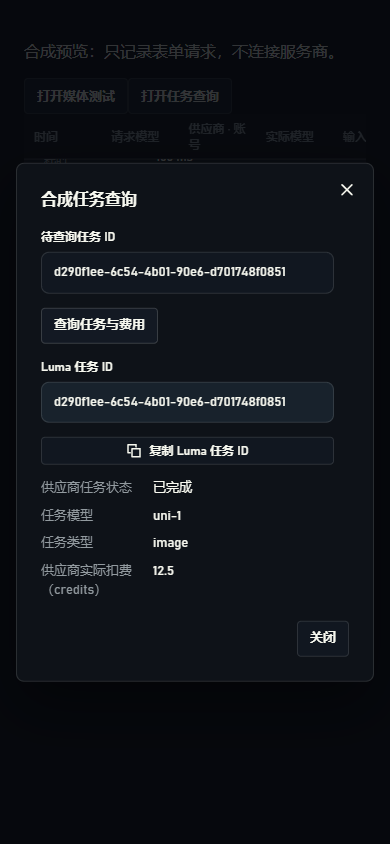 合成预览：只记录表单请求，不连接服务商。
打开媒体测试 打开任务查询
时间 请求模型 供应商 · 账号 实际模型 输入
合成任务查询
待查询任务 ID
d290f1ee-6c54-4b01-90e6-d701748f0851
查询任务与费用
Luma 任务 ID
d290f1ee-6c54-4b01-90e6-d701748f0851
复制 Luma 任务 ID
供应商任务状态 已完成
任务模型 uni-1
任务类型 image
供应商实际扣费 12.5
（credits）
关闭